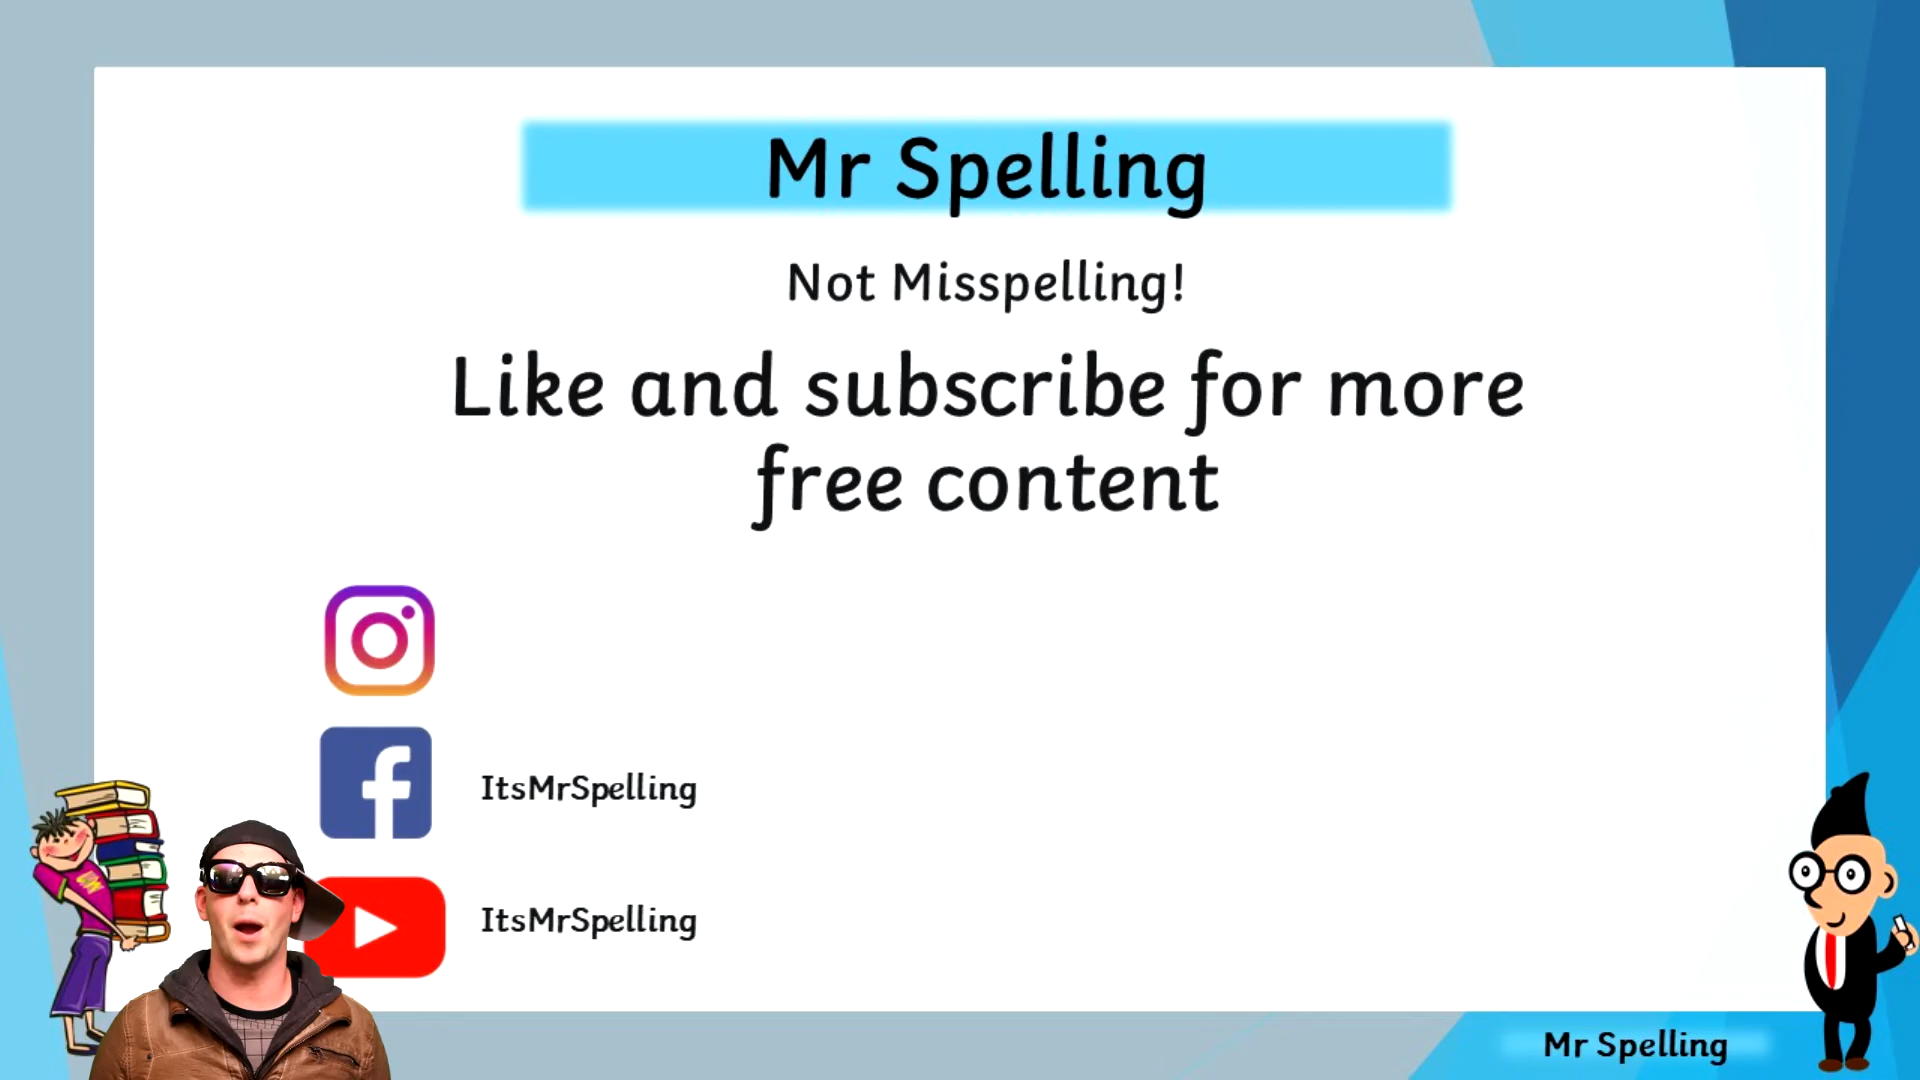 Mr Spelling
Not Misspelling!
Like and subscribe for more
free content
ItsMrSpelling
ItsMrSpelling
Mr Spelling